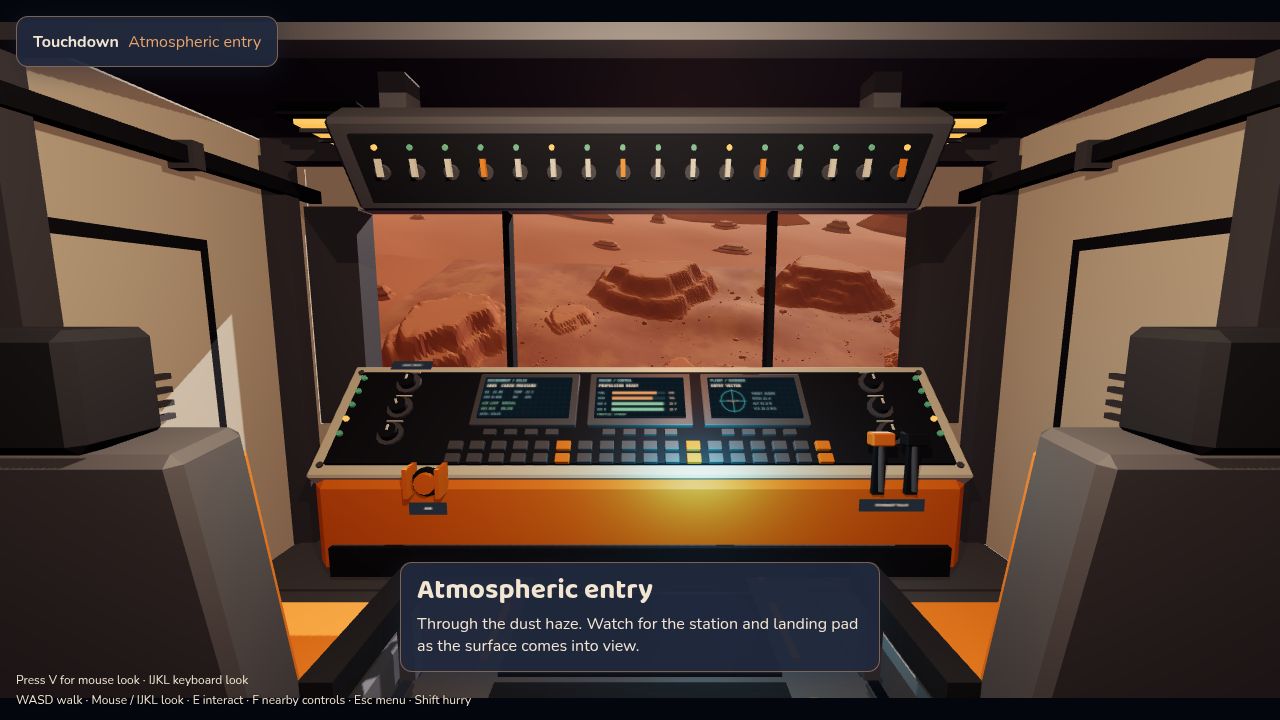 Touchdown Atmospheric entry
Atmospheric entry
Through the dust haze. Watch for the station and landing pad
as the surface comes into view.
Press V for mouse look · IJKL keyboard look
WASD walk · Mouse / IJKL look · E interact · F nearby controls · Esc menu · Shift hurry